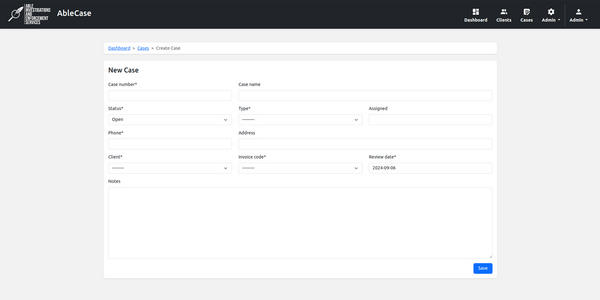 ABLE
INVESTIGATIONS
AND
ENFORCEMENT
SERVICES
AbleCase
Dashboard
Clients
Cases
Admin
Admin
Dashboard > Cases > Create Case
New Case
Case number* Case name
Status* Type* Assigned
Open --------
Phone* Address
Client* Invoice code* Review date*
-------- -------- 2024-09-06
Notes
Save